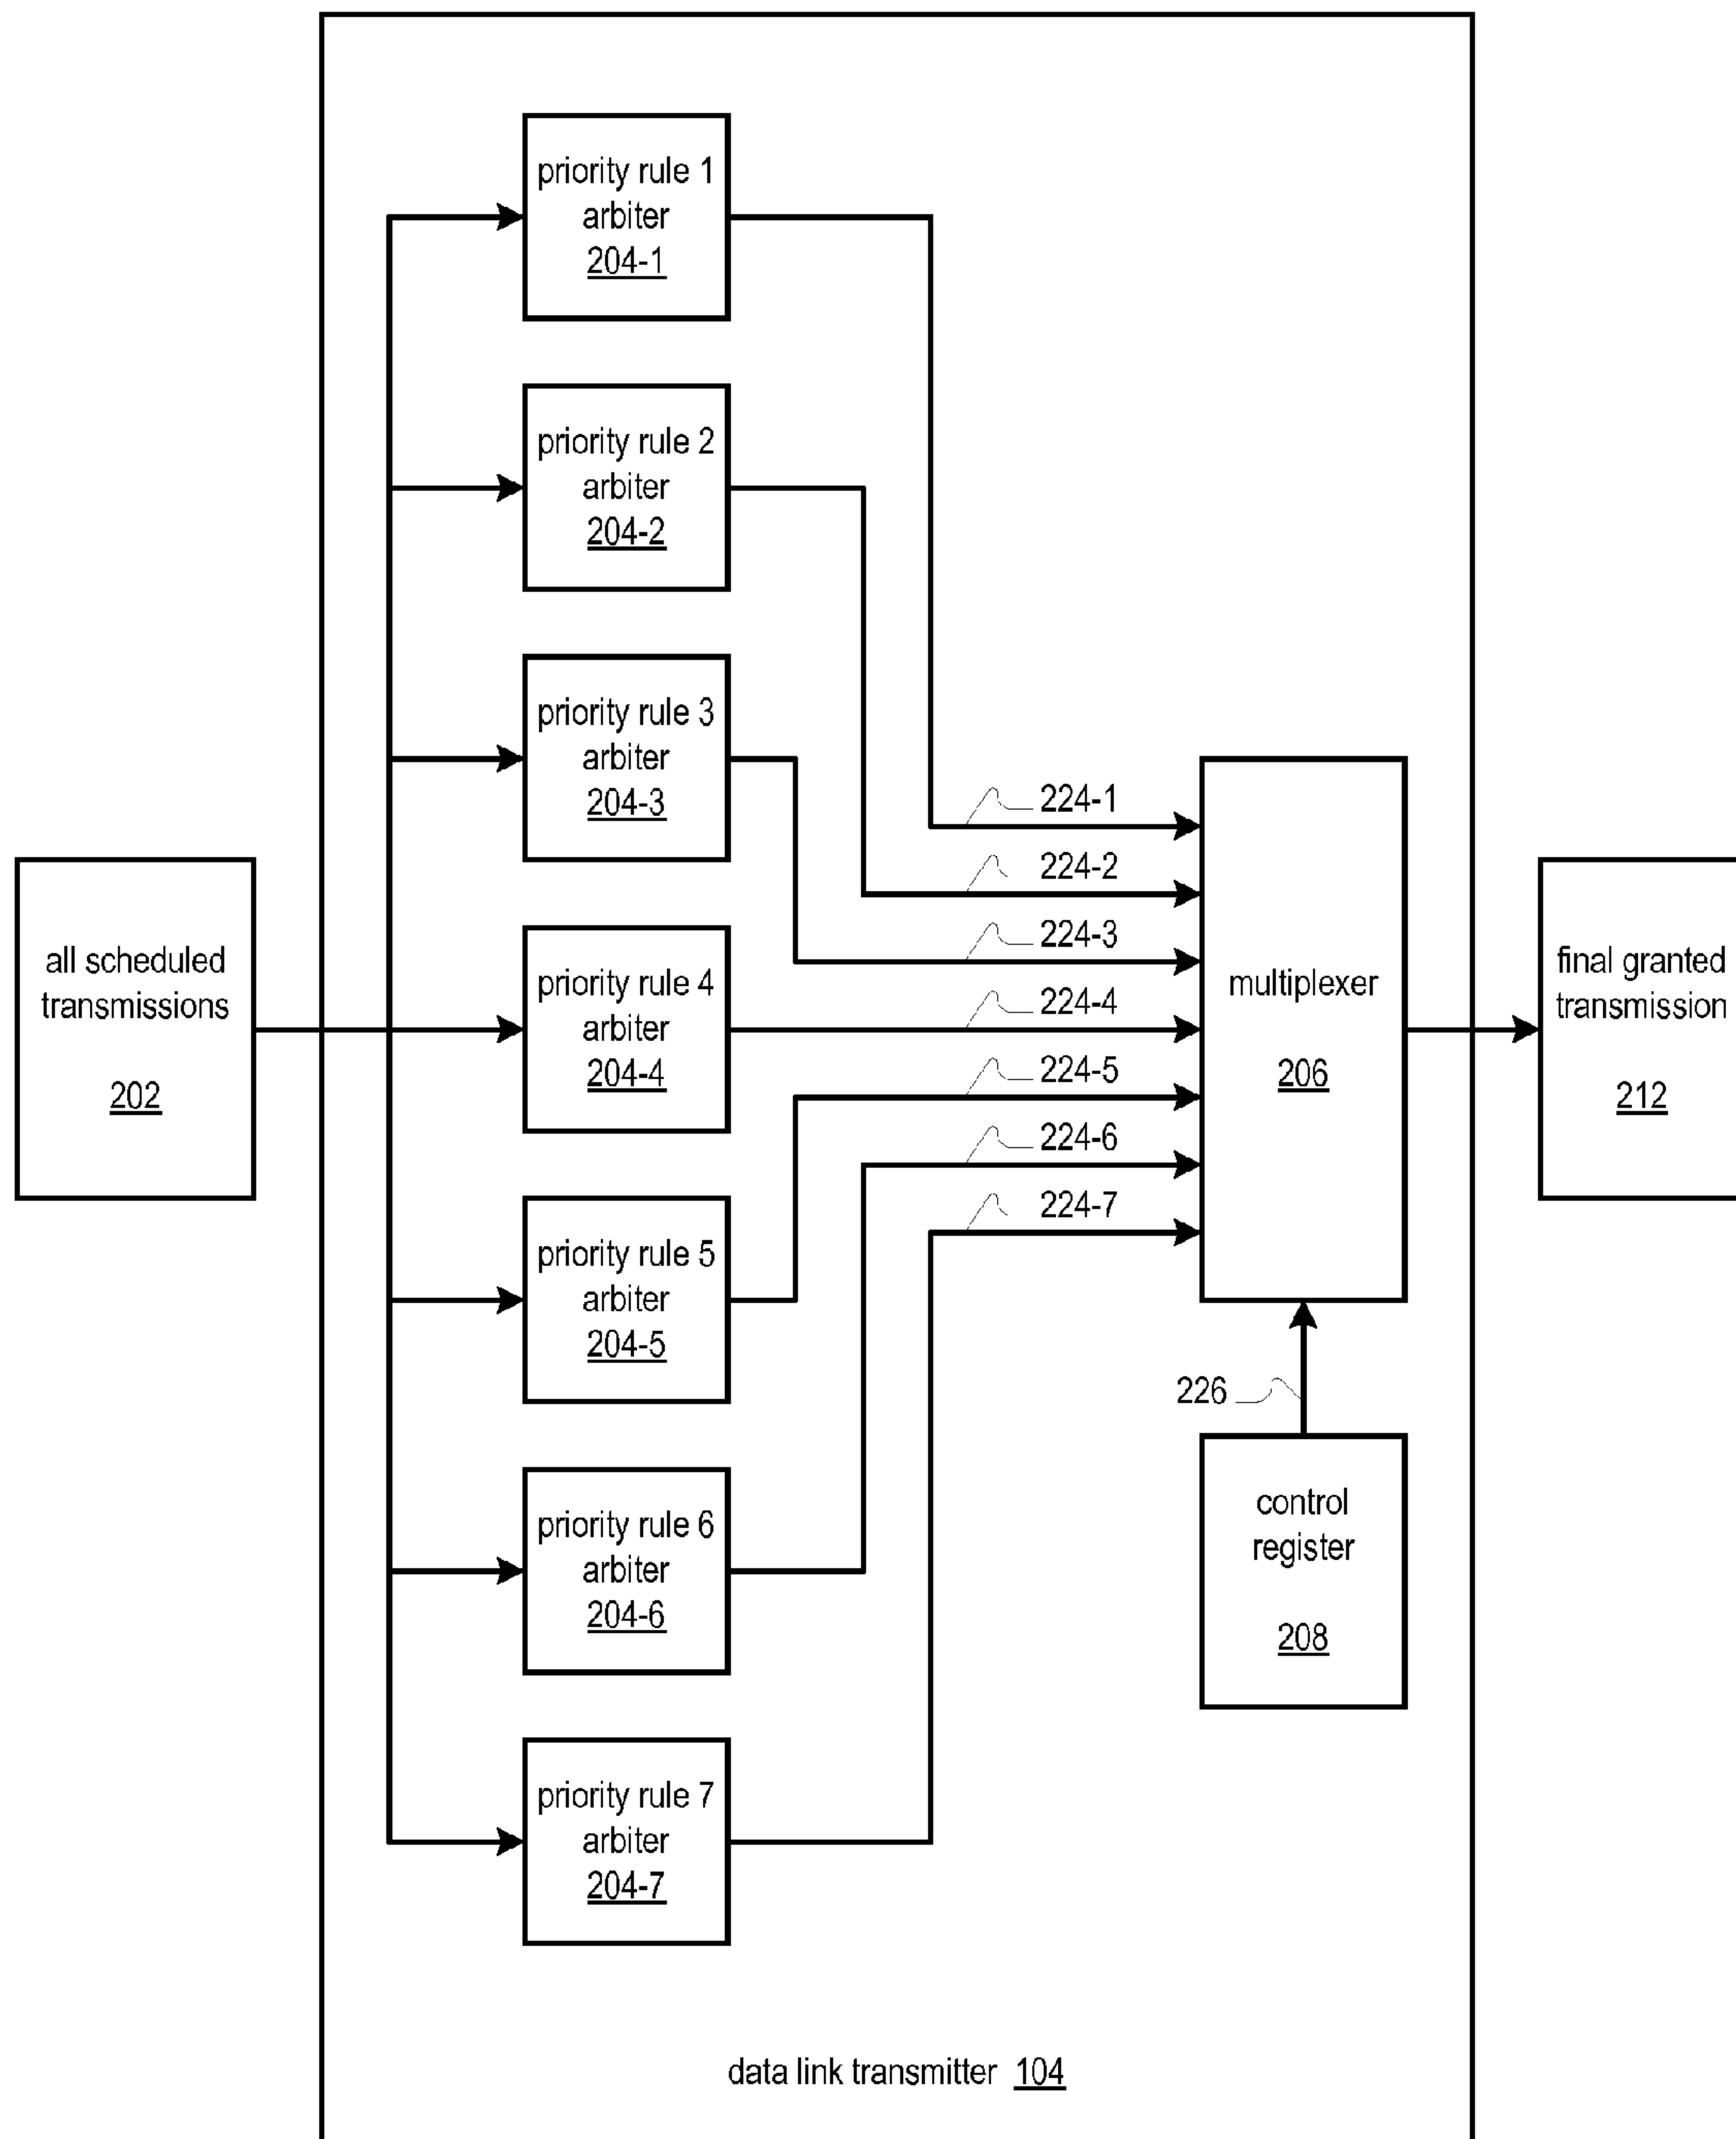 priority rule 1
arbiter
204-1
priority rule 2
arbiter
204-2
priority rule 3
arbiter
204-3
priority rule 4
arbiter
204-4
priority rule 5
arbiter
204-5
priority rule 6
arbiter
204-6
priority rule 7
arbiter
204-7
all scheduled
transmissions
202
224-1
224-2
224-3
224-4
224-5
224-6
224-7
multiplexer
206
226
control
register
208
final granted
transmission
212
data link transmitter 104